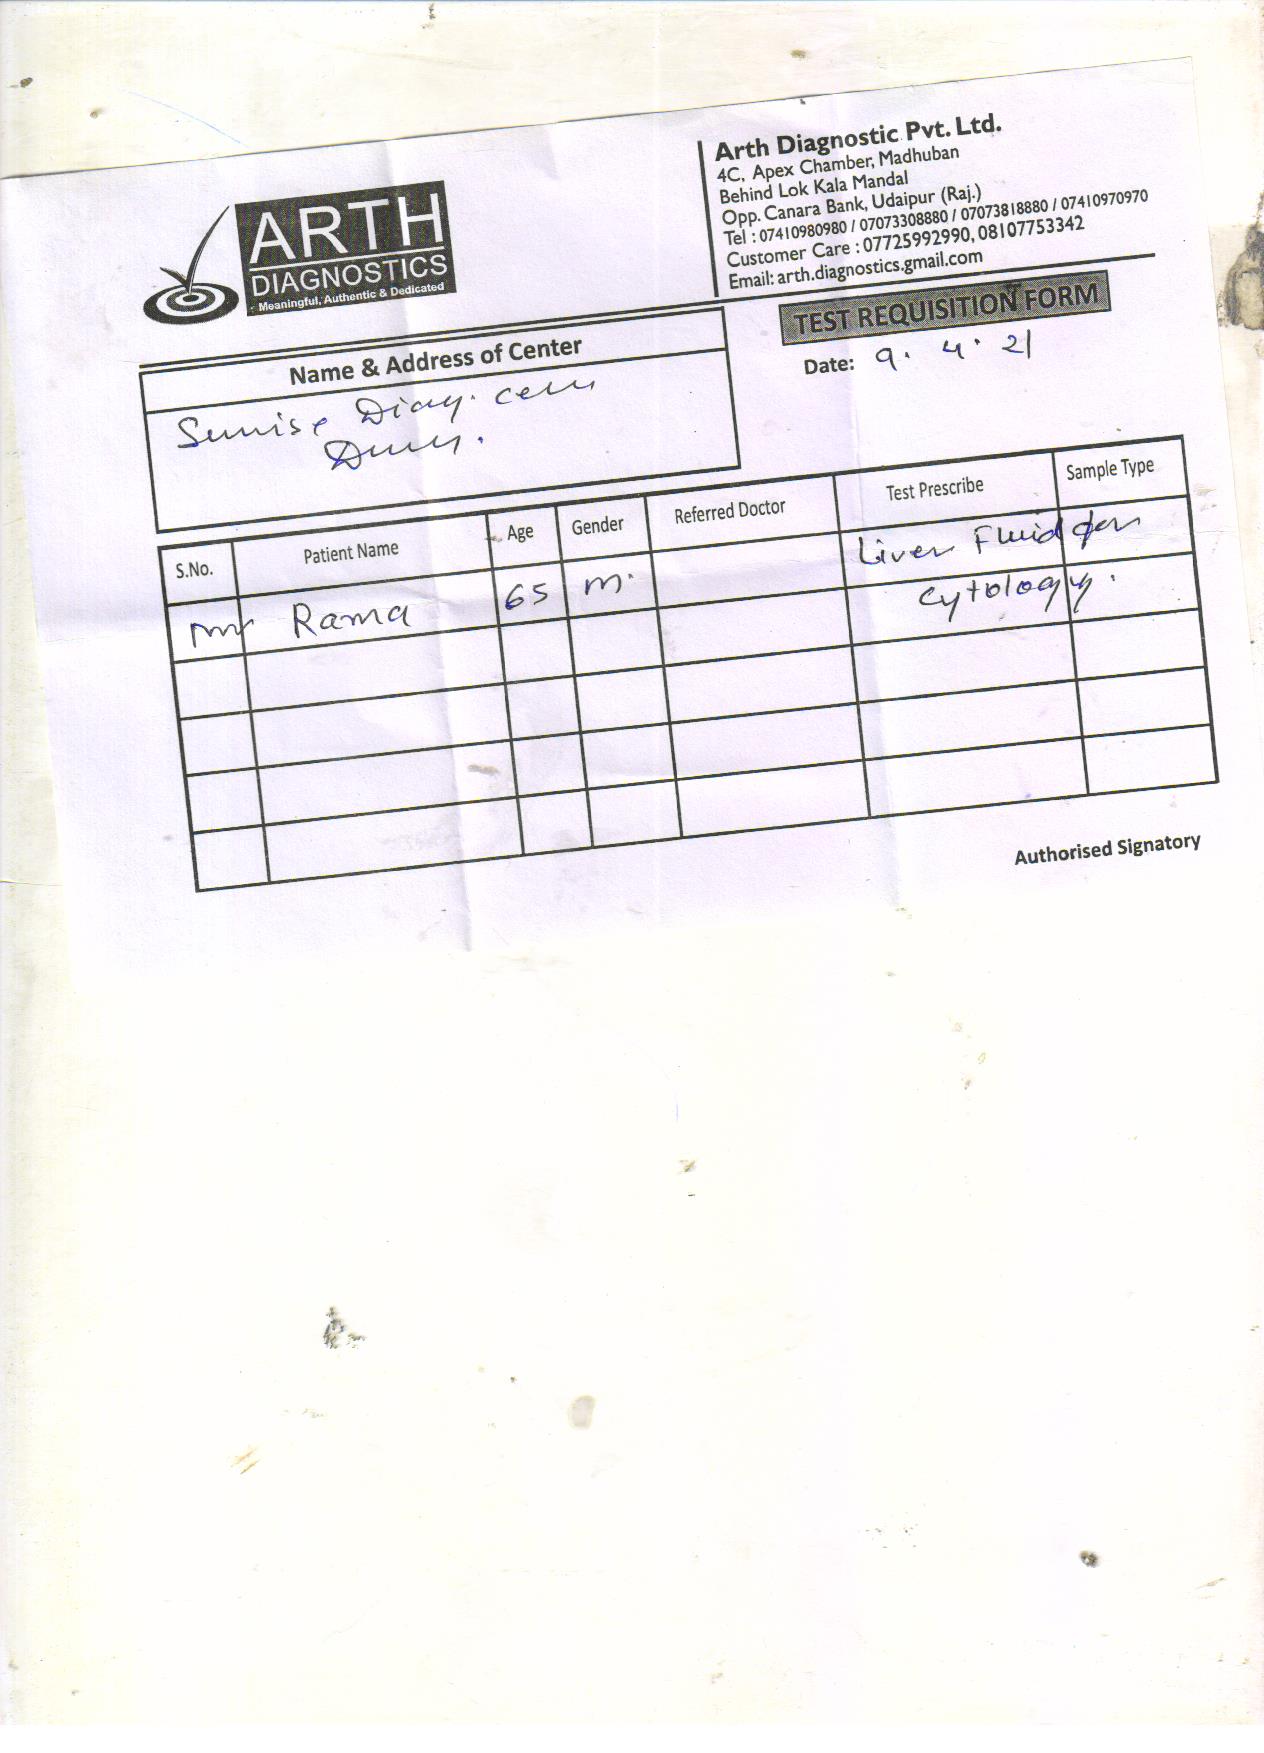 ARTH
DIAGNOSTICS
Meaningful, Authentic & Dedicated
Arth Diagnostic Pvt. Ltd.
4C, Apex Chamber, Madhuban
Behind Lok Kala Mandal
Opp. Canara Bank, Udaipur (Raj.)
Tel : 07410980980 / 07073308880 / 07073818880 / 07410970970
Customer Care : 07725992990, 08107753342
Email: arth.diagnostics.gmail.com
TEST REQUISITION FORM
Date: 9. 4. 21
Name & Address of Center
Sunrise Diag.
S.No. Patient Name Age Gender Referred Doctor Test Prescribe Sample Type
Mr Rama 65 M. Liver Fluid for
Cytology.
Authorised Signatory